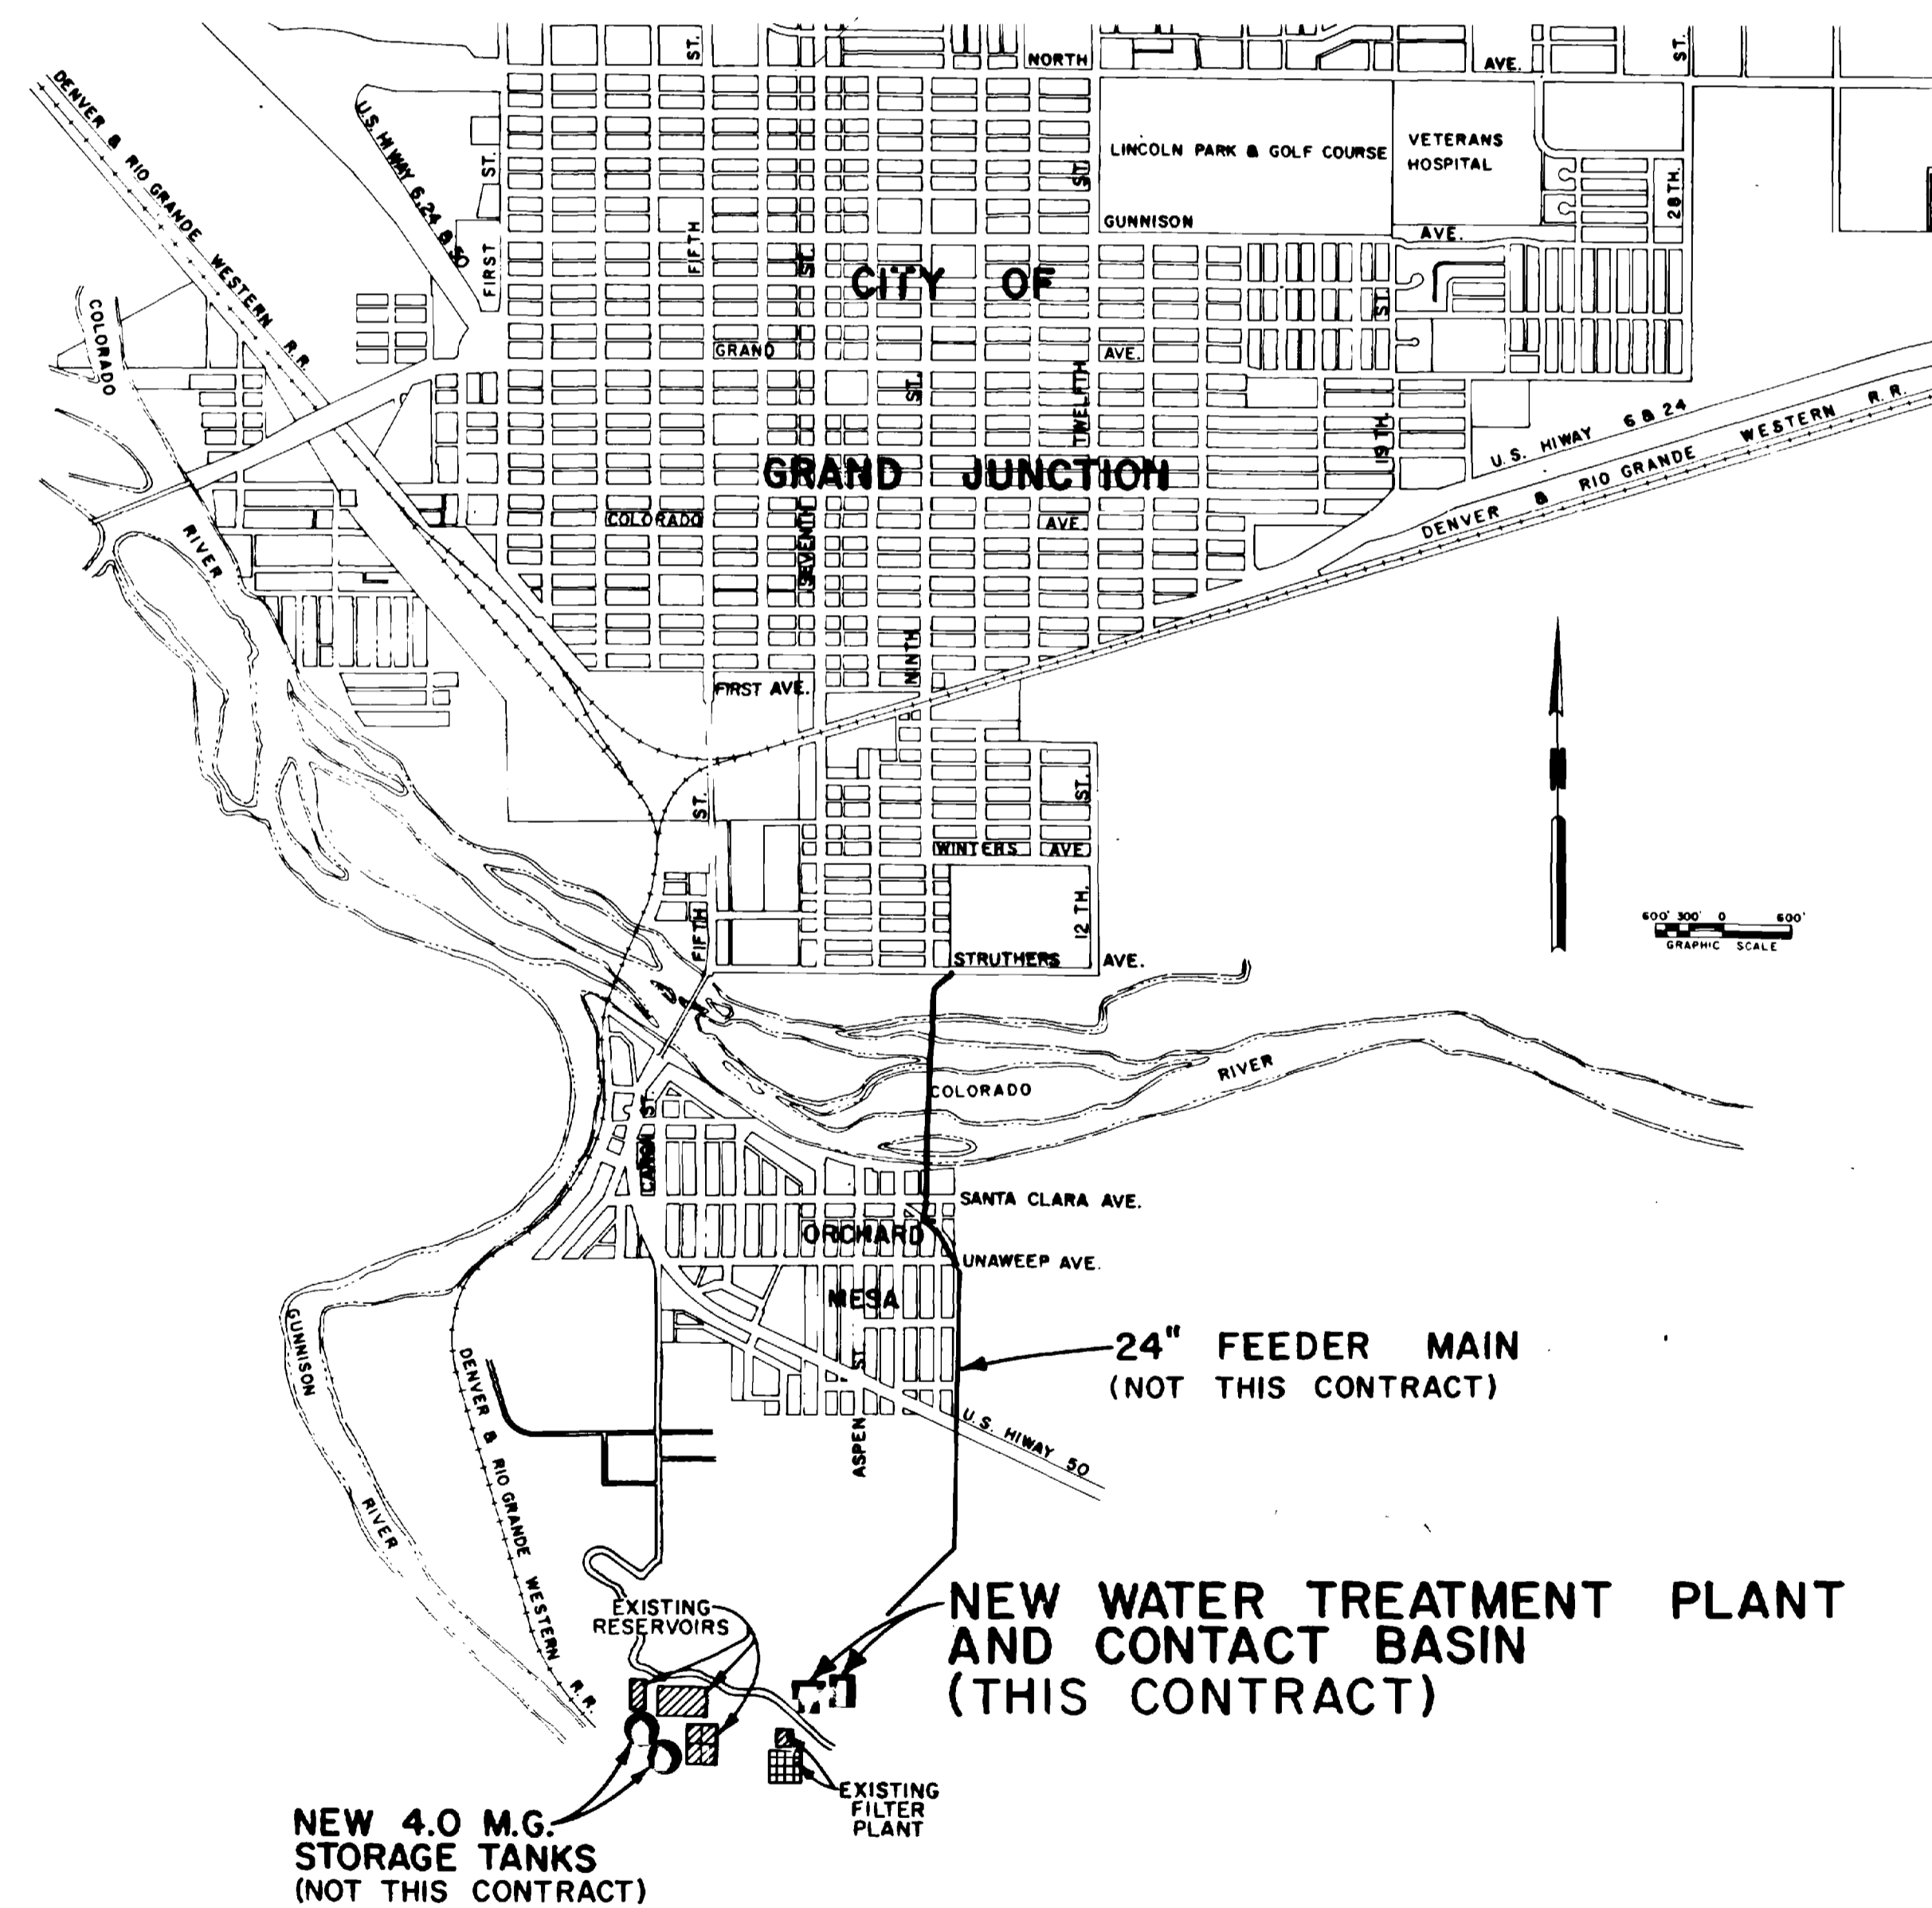 NORTH AVE.
ST.
ST.
DENVER & RIO GRANDE WESTERN R.R.
U.S. HIWAY 6, 24 & 50
FIRST ST.
FIFTH
ST.
LINCOLN PARK & GOLF COURSE
VETERANS
HOSPITAL
28TH.
GUNNISON AVE.
CITY OF
ST.
ST.
COLORADO
GRAND AVE.
ST.
TWELFTH
19TH.
U.S. HIWAY 6 & 24
DENVER & RIO GRANDE WESTERN R.R.
GRAND JUNCTION
COLORADO AVE.
SEVENTH
RIVER
NINTH
FIRST AVE.
ST.
ST.
WINTERS AVE.
12 TH.
FIFTH
STRUTHERS AVE.
600' 300' 0 600'
GRAPHIC SCALE
COLORADO RIVER
CANON ST.
SANTA CLARA AVE.
ORCHARD
UNAWEEP AVE.
MESA
GUNNISON
RIVER
DENVER & RIO GRANDE WESTERN R.R.
ASPEN ST.
24" FEEDER MAIN
(NOT THIS CONTRACT)
U.S. HIWAY 50
NEW WATER TREATMENT PLANT
AND CONTACT BASIN
(THIS CONTRACT)
EXISTING
RESERVOIRS
EXISTING
FILTER
PLANT
NEW 4.0 M.G.
STORAGE TANKS
(NOT THIS CONTRACT)